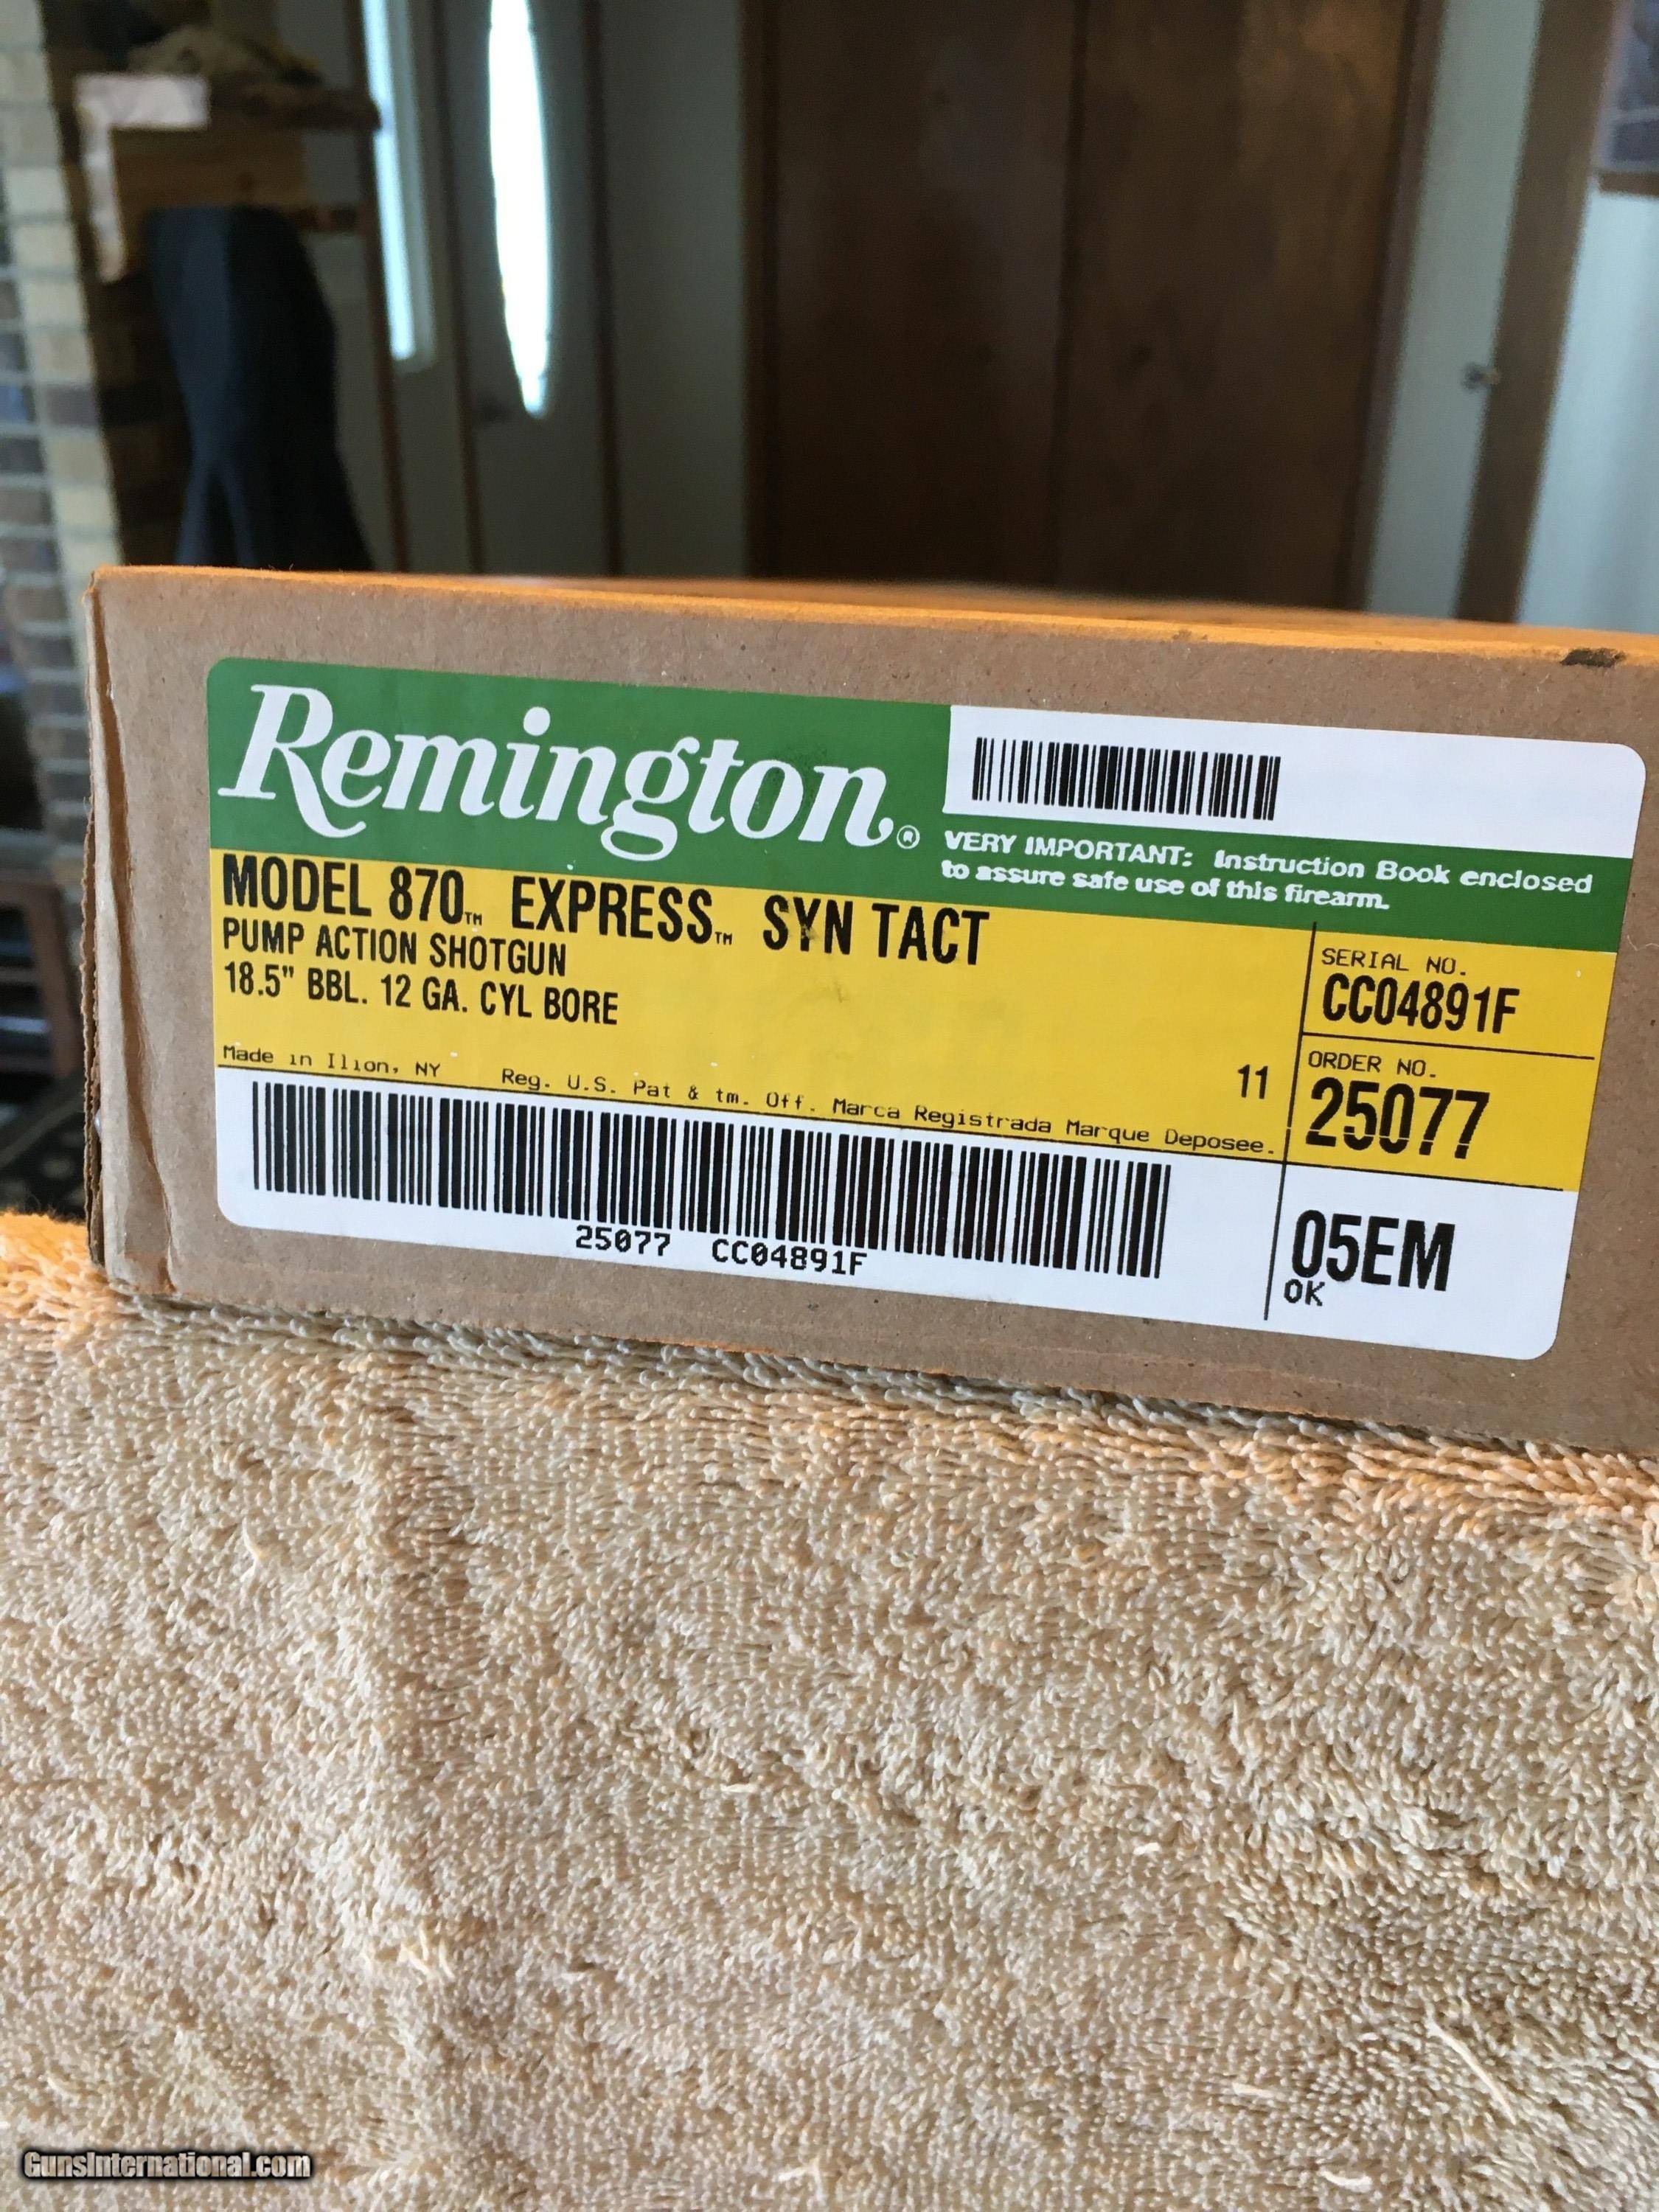 Remington®
VERY IMPORTANT: Instruction Book enclosed
to assure safe use of this firearm.
MODEL 870™ EXPRESS™ SYN TACT
PUMP ACTION SHOTGUN
18.5" BBL. 12 GA. CYL BORE
SERIAL NO.
CC04891F
Made in Ilion, NY
Reg. U.S. Pat & tm. Off. Marca Registrada Marque Deposee.
11
ORDER NO.
25077
25077 CC04891F
05EM
OK
GunsInternational.com